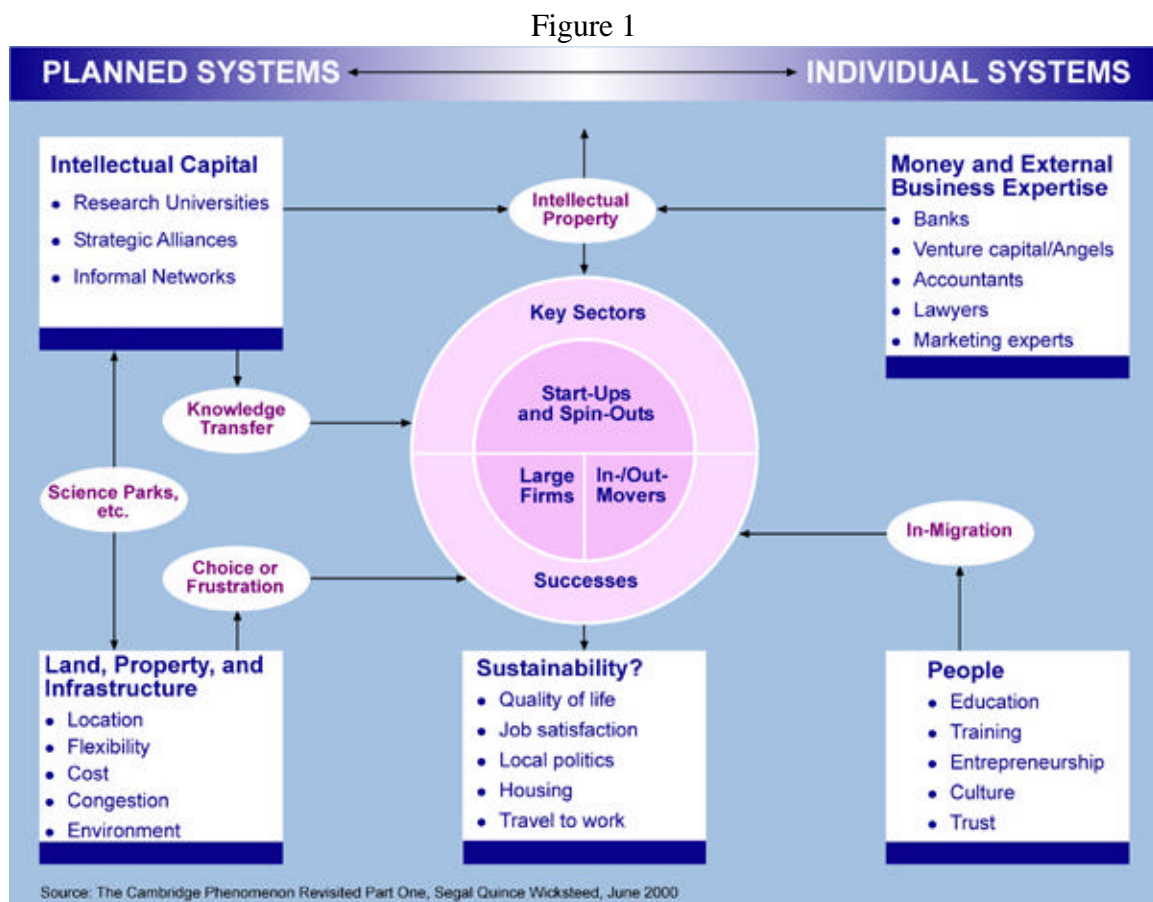 Figure 1
PLANNED SYSTEMS
INDIVIDUAL SYSTEMS
Intellectual Capital
• Research Universities
• Strategic Alliances
• Informal Networks
Intellectual
Property
Money and External
Business Expertise
• Banks
• Venture capital/Angels
• Accountants
• Lawyers
• Marketing experts
Key Sectors
Start-Ups
and Spin-Outs
Knowledge
Transfer
Large
Firms
In-/Out-
Movers
Science Parks,
etc.
In-Migration
Choice or
Frustration
Successes
Land, Property, and
Infrastructure
• Location
• Flexibility
• Cost
• Congestion
• Environment
Sustainability?
• Quality of life
• Job satisfaction
• Local politics
• Housing
• Travel to work
People
• Education
• Training
• Entrepreneurship
• Culture
• Trust
Source: The Cambridge Phenomenon Revisited Part One, Segal Quince Wicksteed, June 2000